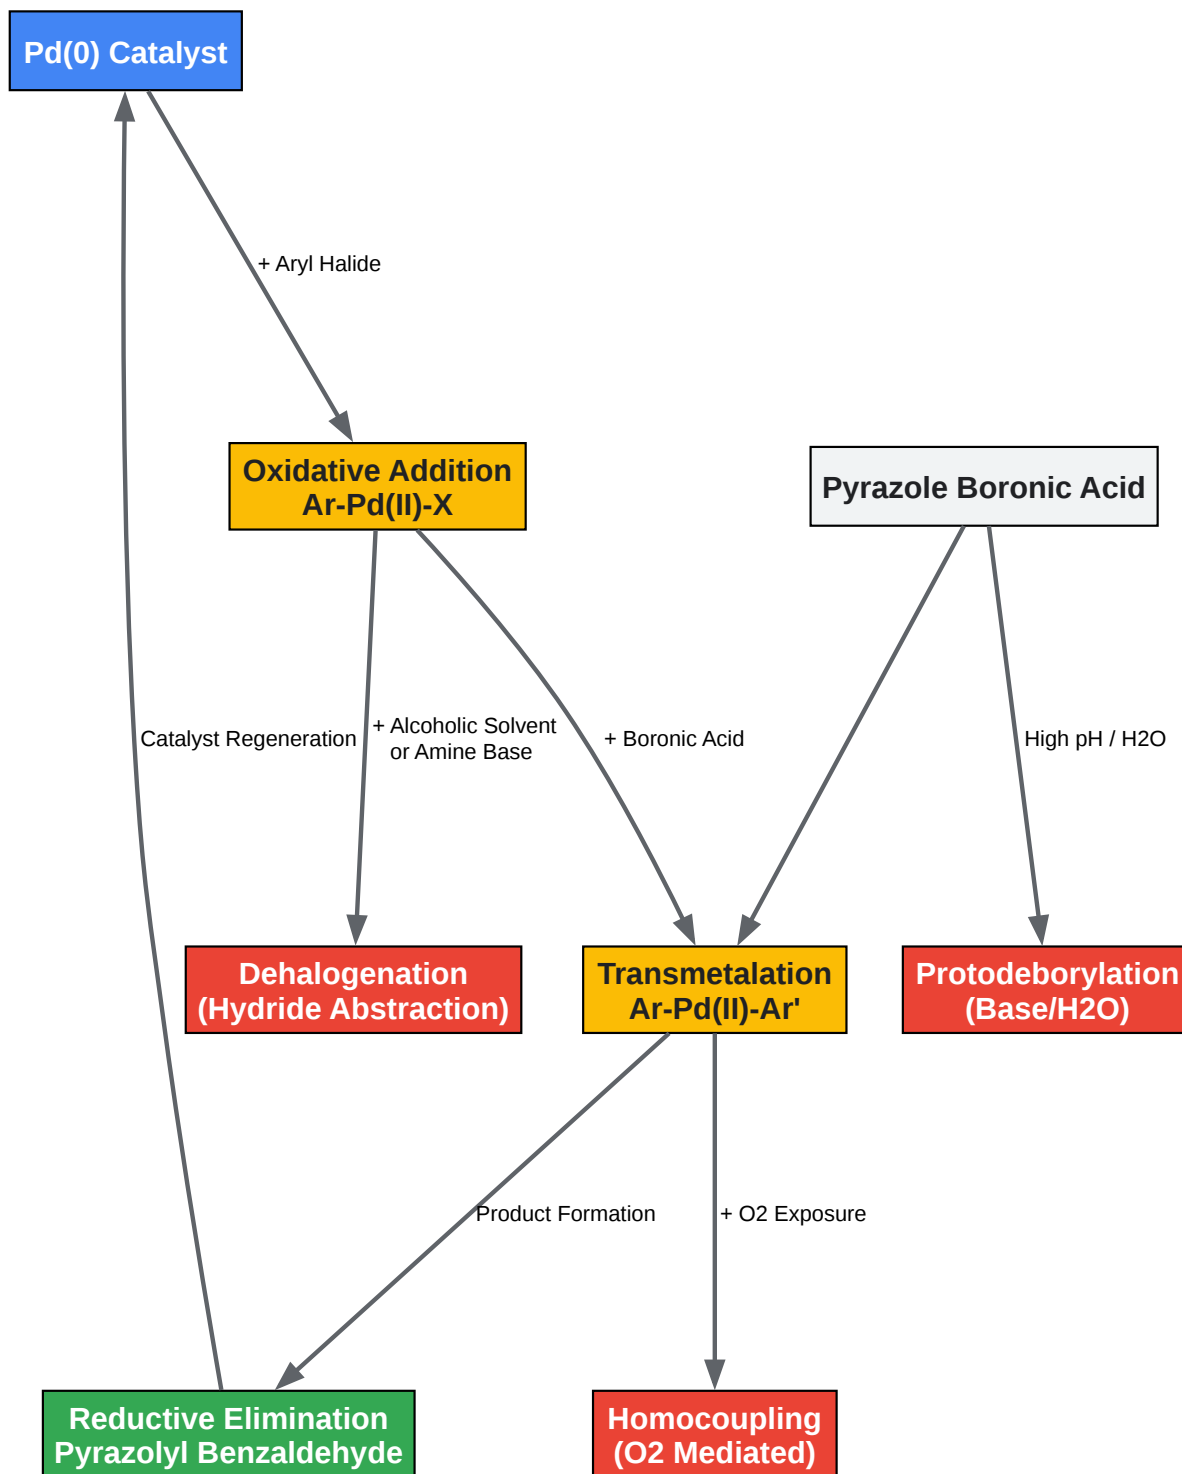 Pd(0) Catalyst
+ Aryl Halide
Oxidative Addition
Ar-Pd(II)-X
Pyrazole Boronic Acid
Catalyst Regeneration
+ Alcoholic Solvent
or Amine Base
+ Boronic Acid
High pH / H2O
Dehalogenation
(Hydride Abstraction)
Transmetalation
Ar-Pd(II)-Ar'
Protodeborylation
(Base/H2O)
Product Formation
+ O2 Exposure
Reductive Elimination
Pyrazolyl Benzaldehyde
Homocoupling
(O2 Mediated)